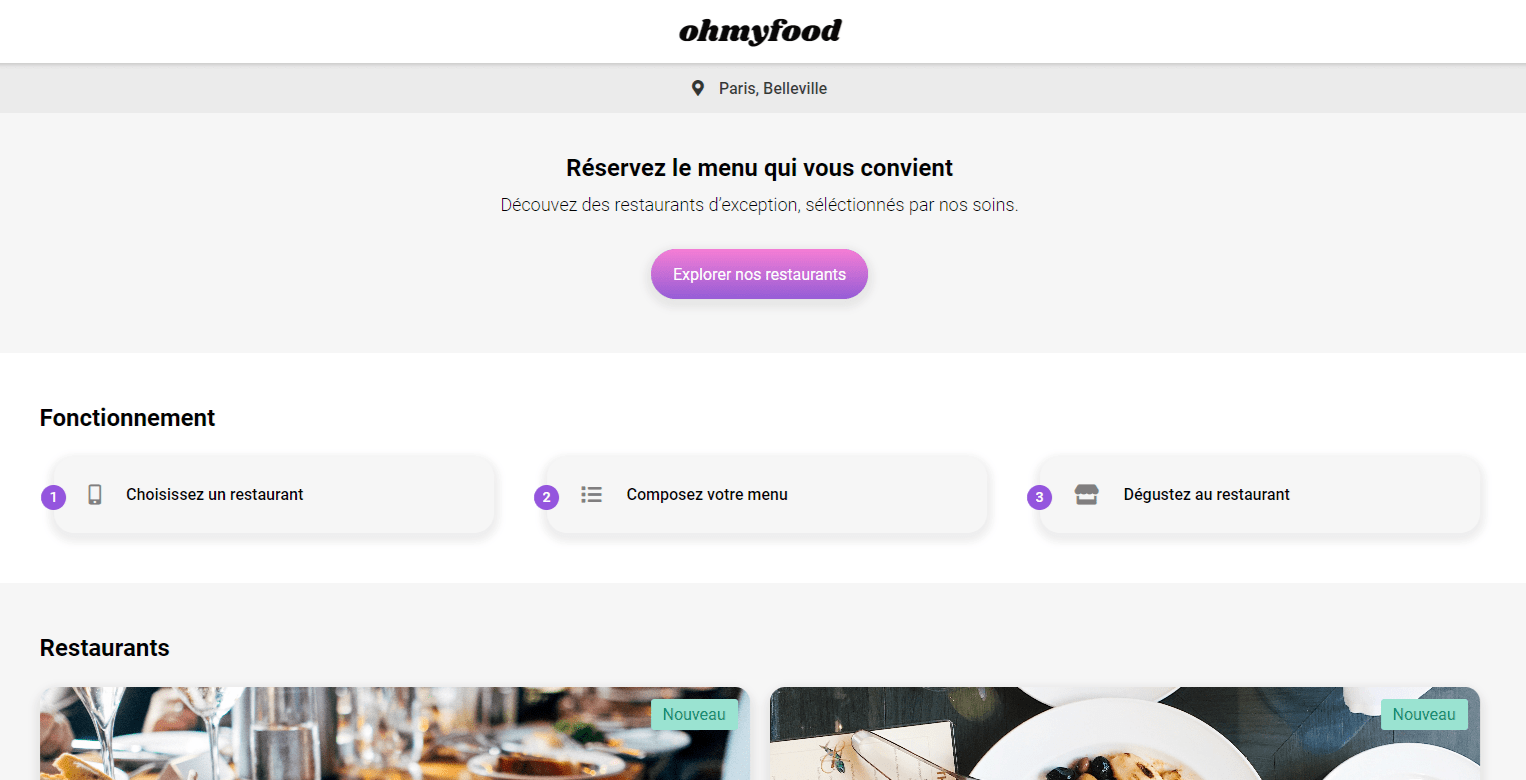 ohmyfood
Paris, Belleville
Réservez le menu qui vous convient
Découvez des restaurants d’exception, séléctionnés par nos soins.
Explorer nos restaurants
Fonctionnement
1 Choisissez un restaurant
2 Composez votre menu
3 Dégustez au restaurant
Restaurants
Nouveau
Nouveau